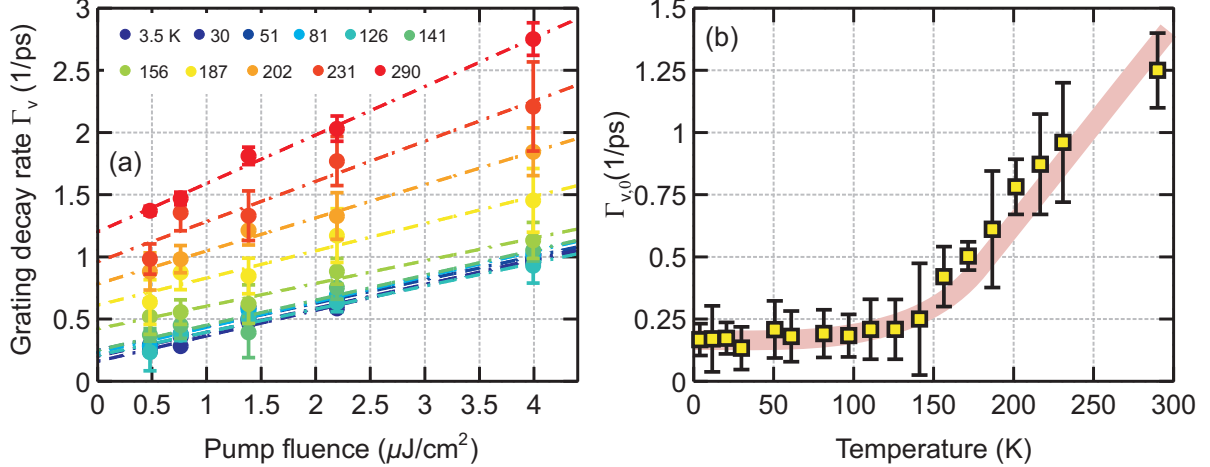 3.5 K 30 51 81 126 141
156 187 202 231 290
(a)
Grating decay rate Γv (1/ps)
3
2.5
2
1.5
1
0.5
0
0 0.5 1 1.5 2 2.5 3 3.5 4
Pump fluence (μJ/cm²)
(b)
Γv,0 (1/ps)
1.5
1.25
1
0.75
0.5
0.25
0
0 50 100 150 200 250 300
Temperature (K)